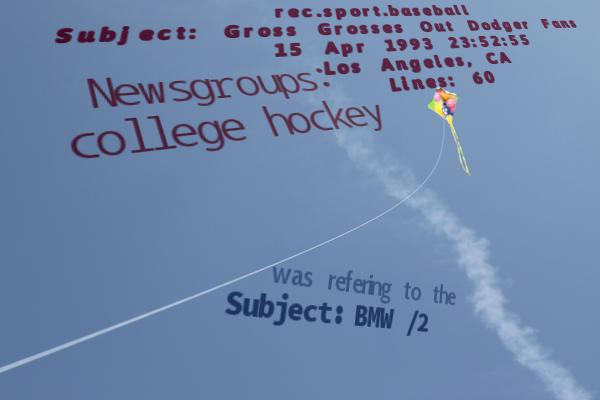 rec.sport.baseball
Subject: Gross Grosses Out Dodger Fans
15 Apr 1993 23:52:55
Los Angeles, CA
Lines: 60
Newsgroups:
college hockey
was refering to the
Subject: BMW /2